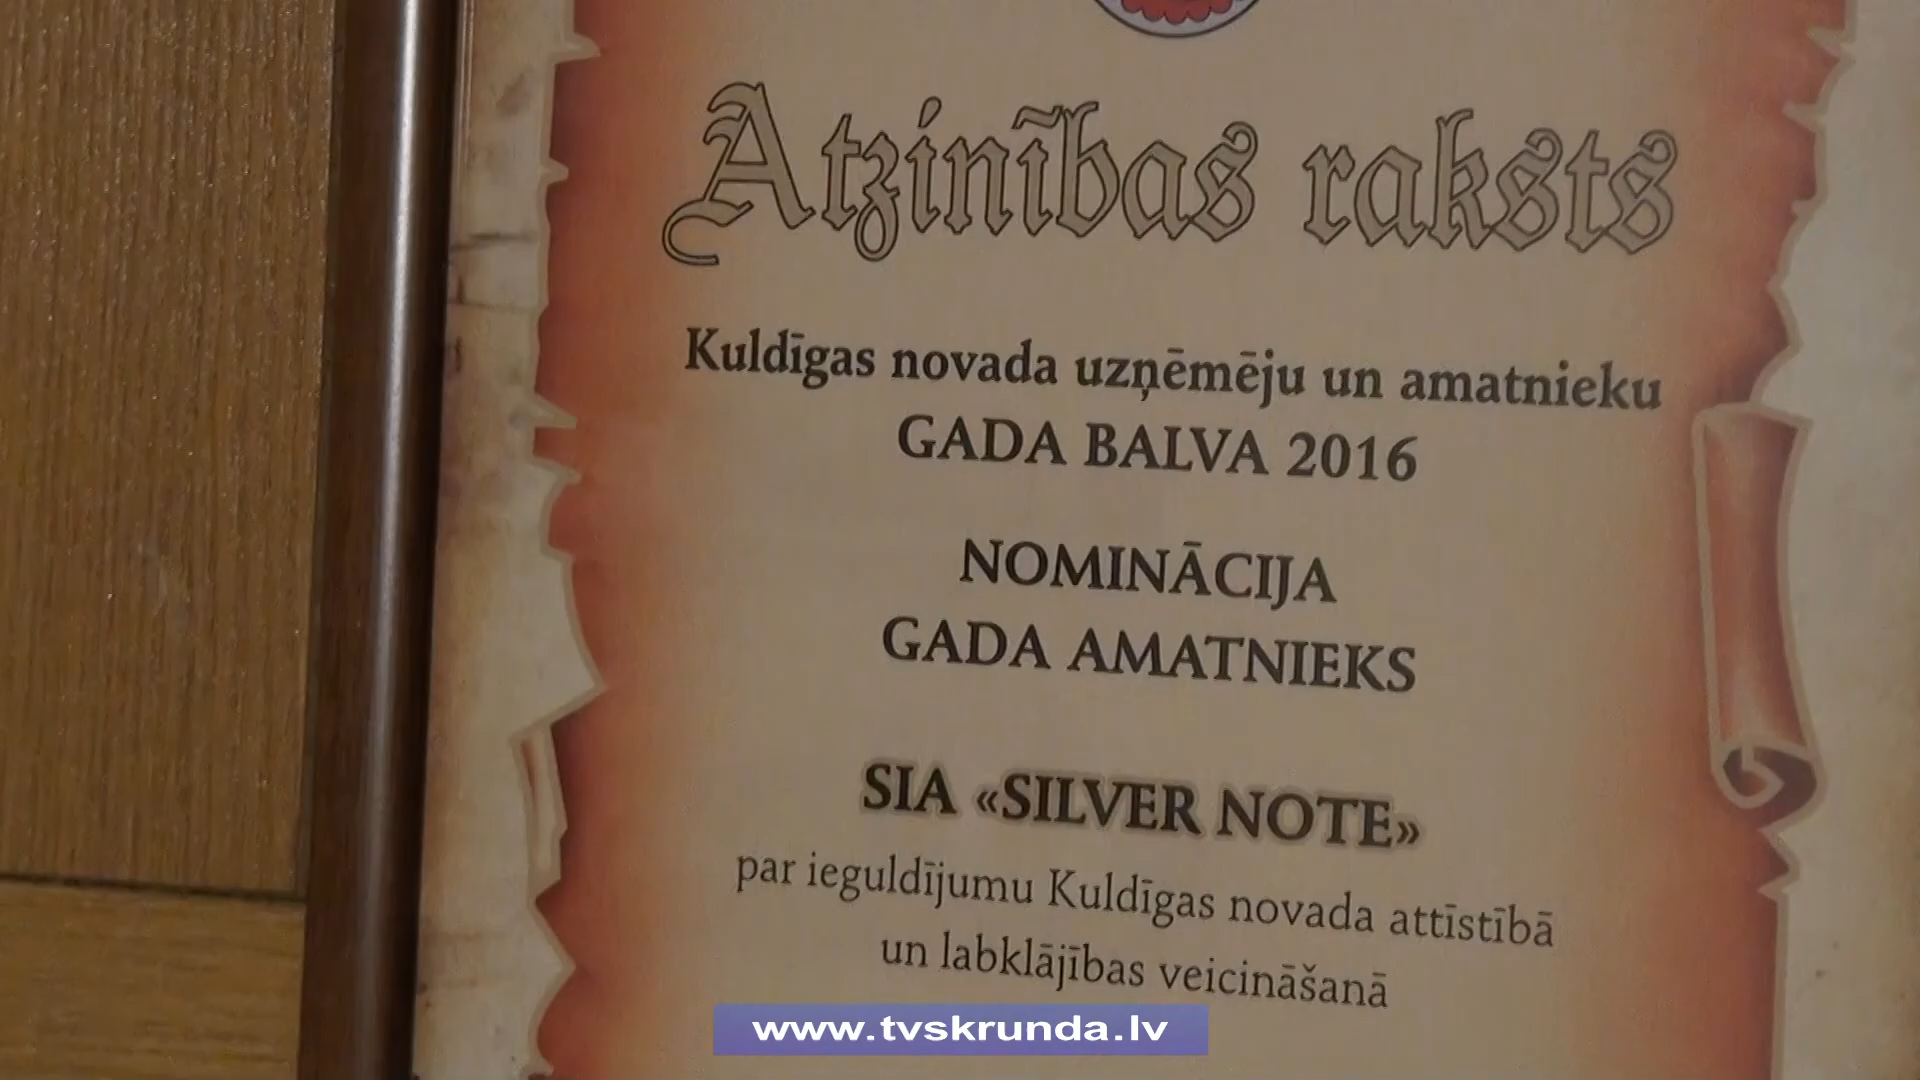 Atzinības raksts
Kuldīgas novada uzņēmēju un amatnieku
GADA BALVA 2016
NOMINĀCIJA
GADA AMATNIEKS
SIA «SILVER NOTE»
par ieguldījumu Kuldīgas novada attīstībā
un labklājības veicināšanā
www.tvskrunda.lv